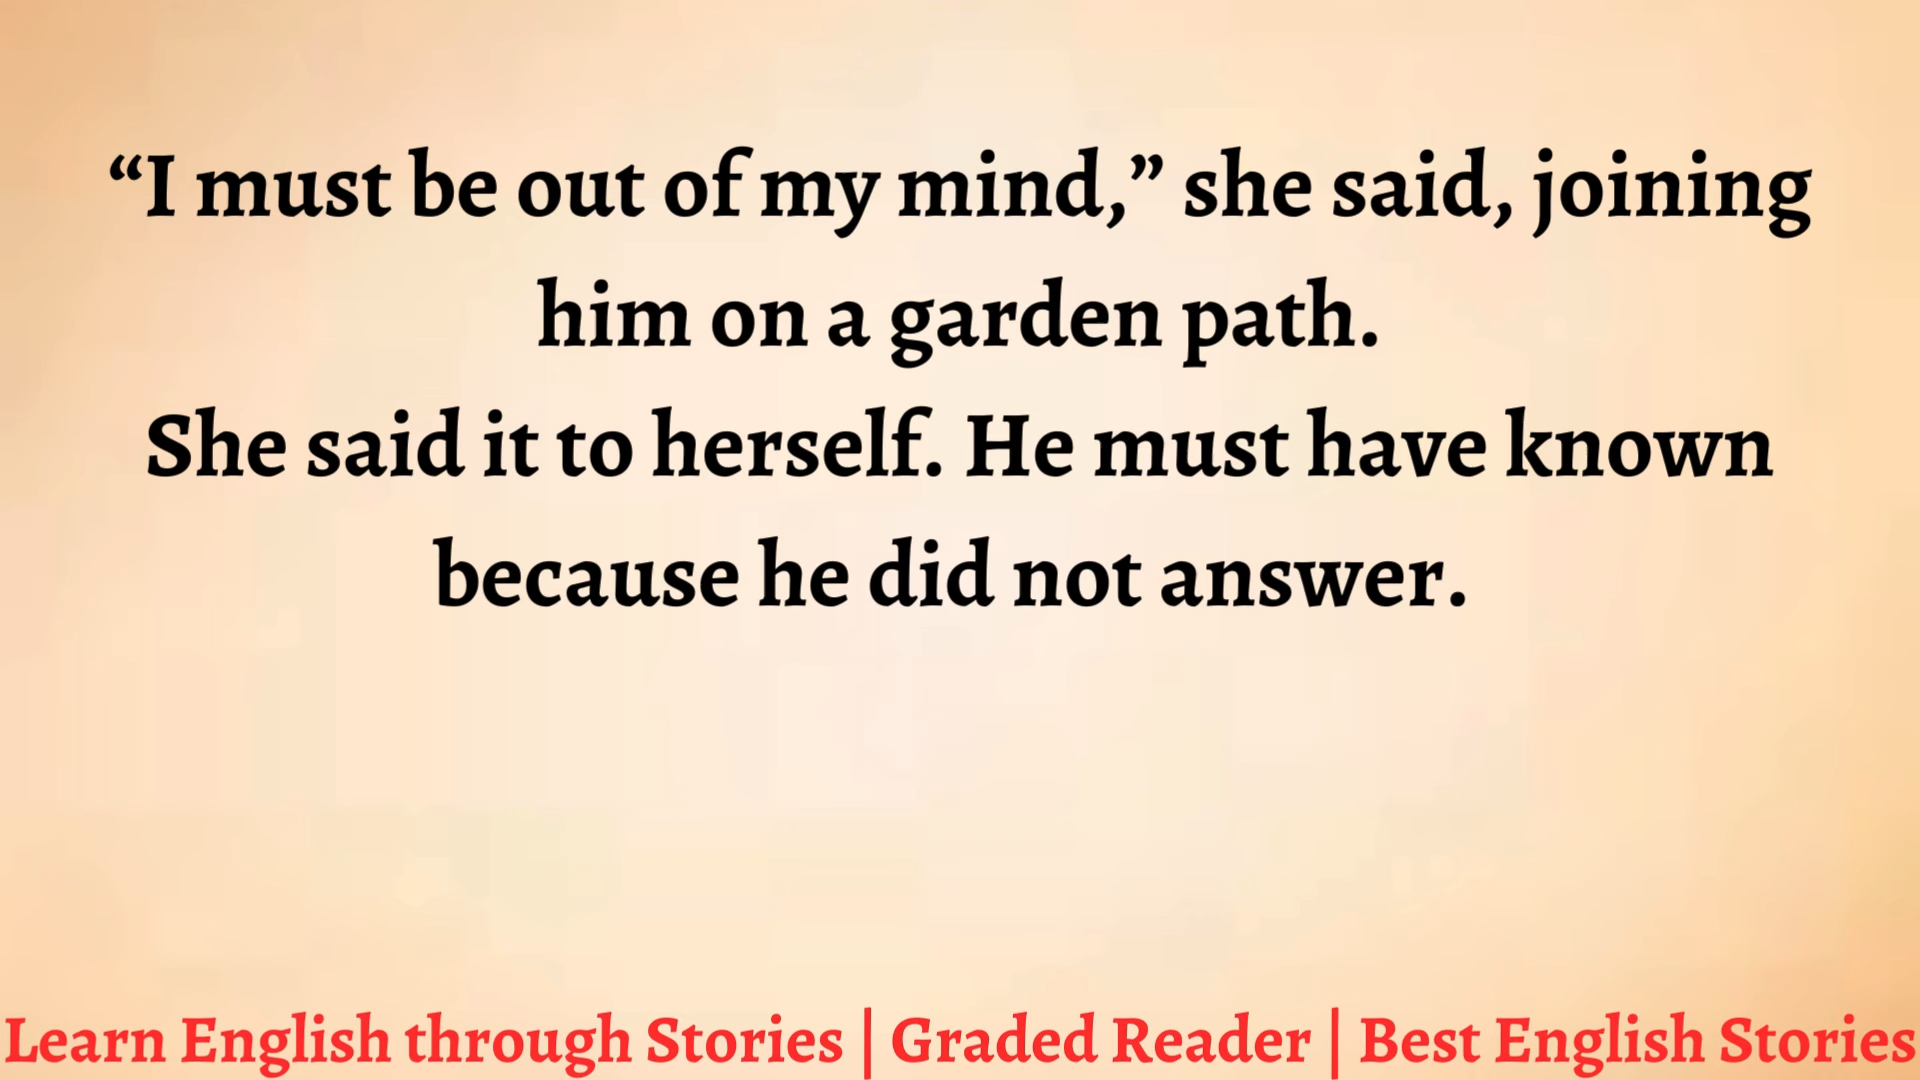 “I must be out of my mind,” she said, joining
him on a garden path.
She said it to herself. He must have known
because he did not answer.
Learn English through Stories | Graded Reader | Best English Stories